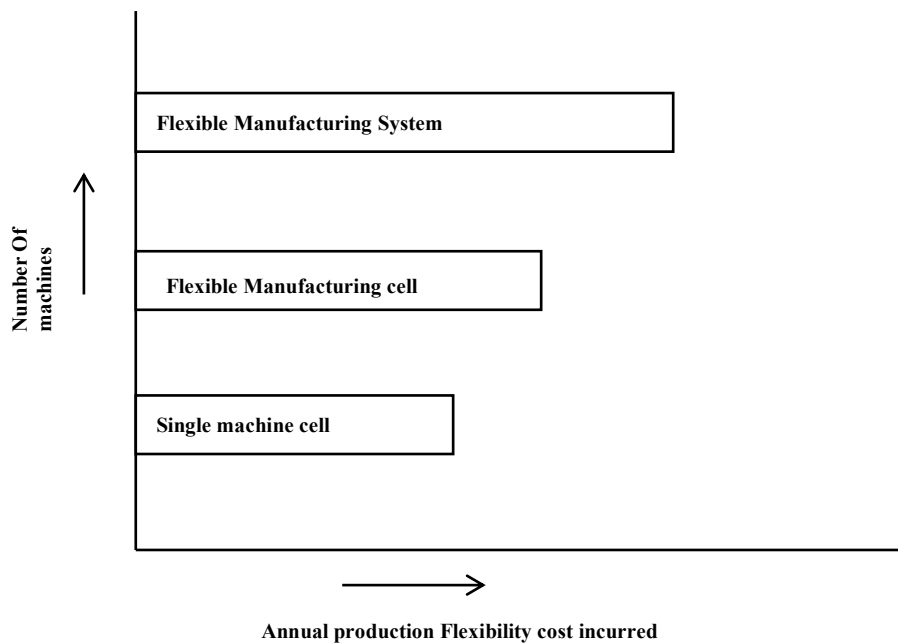 Flexible Manufacturing System
Number Of
machines
Flexible Manufacturing cell
Single machine cell
Annual production Flexibility cost incurred